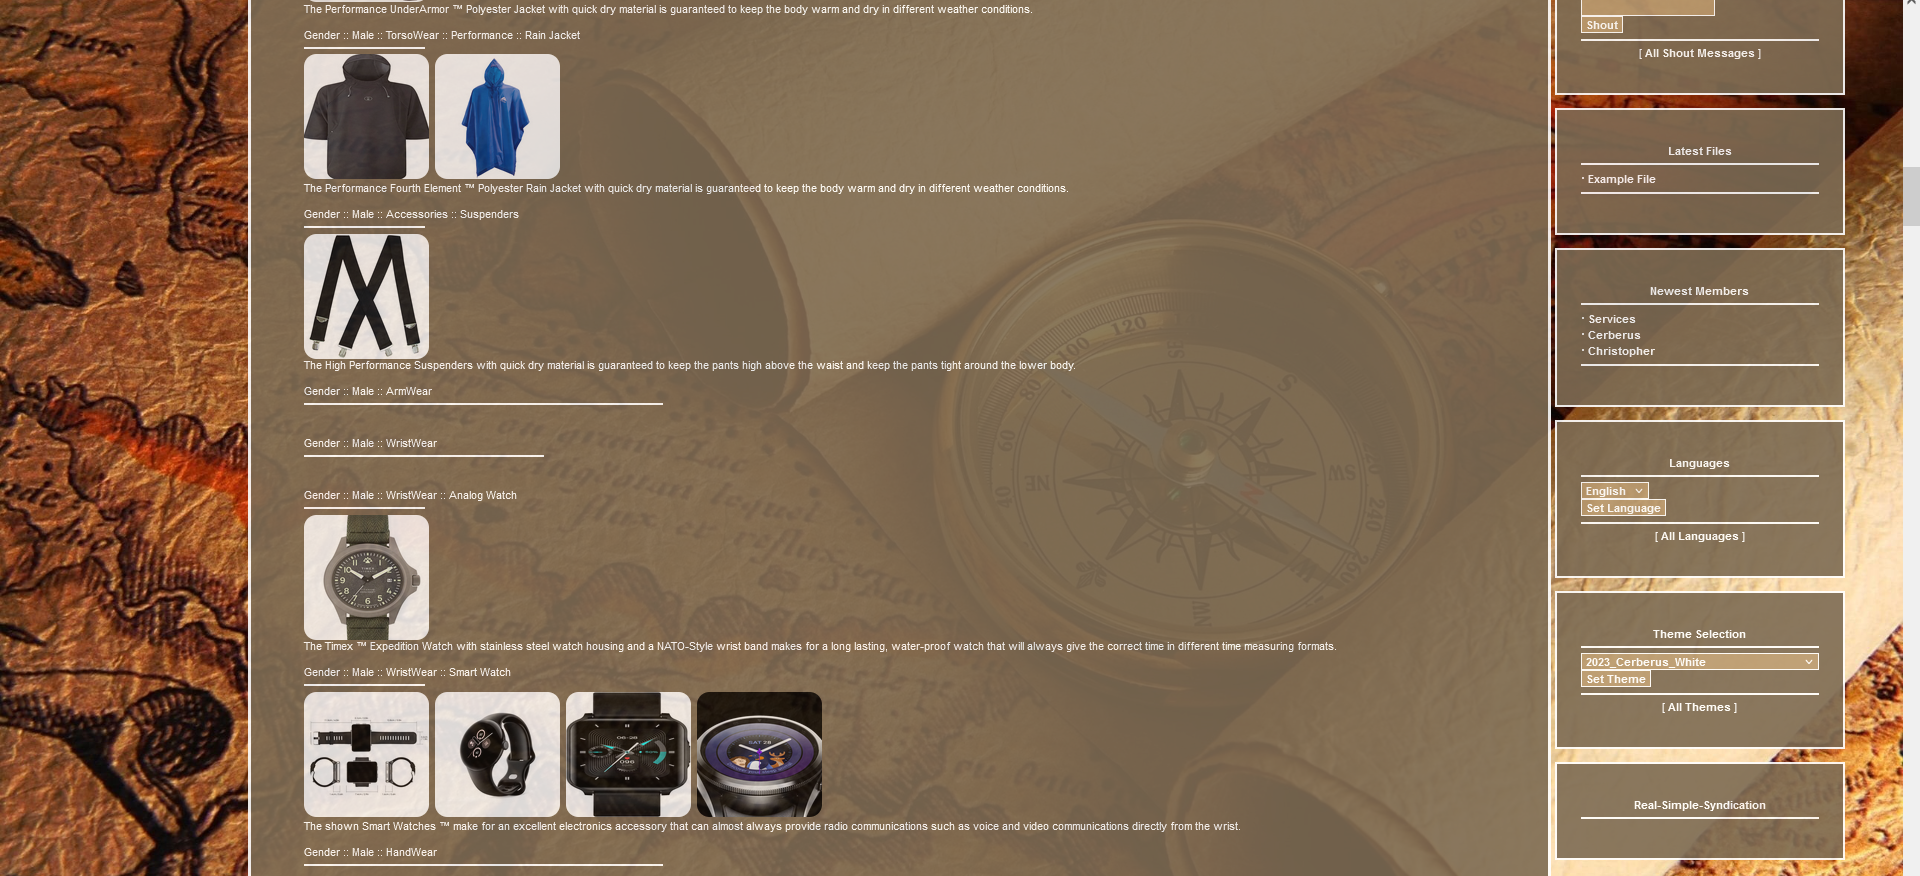 The Performance UnderArmor ™ Polyester Jacket with quick dry material is guaranteed to keep the body warm and dry in different weather conditions.
Gender :: Male :: TorsoWear :: Performance :: Rain Jacket
The Performance Fourth Element ™ Polyester Rain Jacket with quick dry material is guaranteed to keep the body warm and dry in different weather conditions.
Gender :: Male :: Accessories :: Suspenders
The High Performance Suspenders with quick dry material is guaranteed to keep the pants high above the waist and keep the pants tight around the lower body.
Gender :: Male :: ArmWear
Gender :: Male :: WristWear
Gender :: Male :: WristWear :: Analog Watch
The Timex ™ Expedition Watch with stainless steel watch housing and a NATO-Style wrist band makes for a long lasting, water-proof watch that will always give the correct time in different time measuring formats.
Gender :: Male :: WristWear :: Smart Watch
The shown Smart Watches ™ make for an excellent electronics accessory that can almost always provide radio communications such as voice and video communications directly from the wrist.
Gender :: Male :: HandWear
Shout
[ All Shout Messages ]
Latest Files
· Example File
Newest Members
· Services
· Cerberus
· Christopher
Languages
English
Set Language
[ All Languages ]
Theme Selection
2023_Cerberus_White
Set Theme
[ All Themes ]
Real-Simple-Syndication